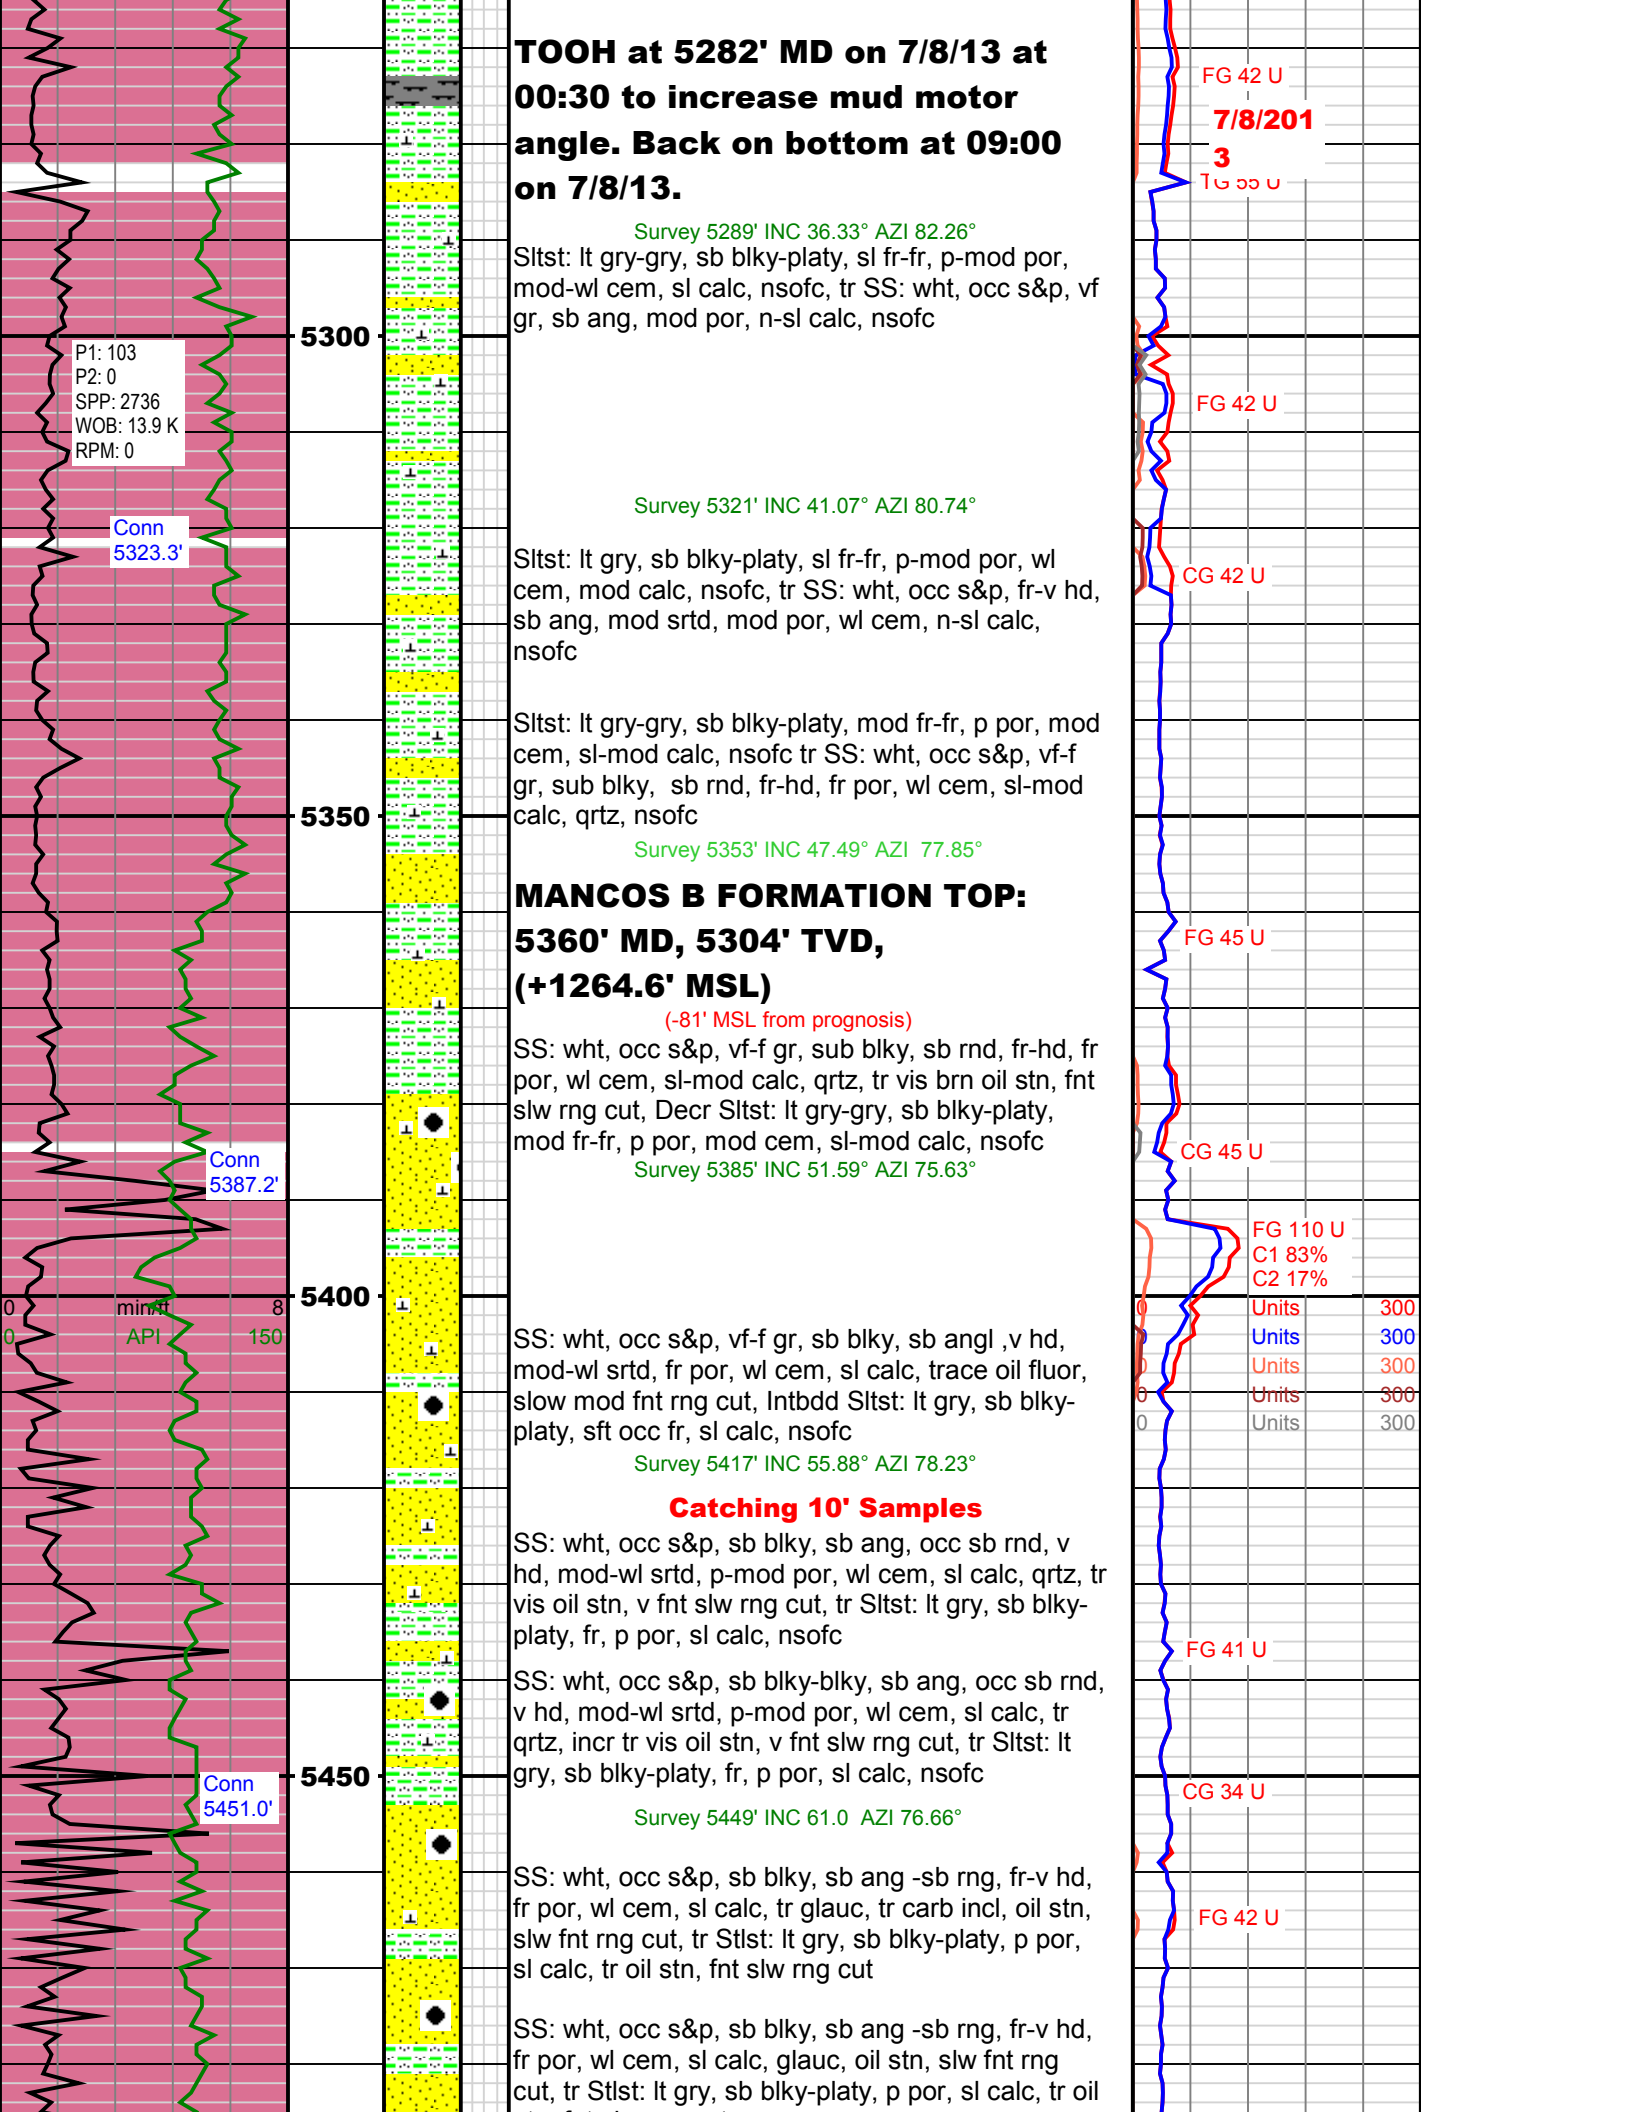 TOOH at 5282' MD on 7/8/13 at
00:30 to increase mud motor
angle. Back on bottom at 09:00
on 7/8/13.
FG 42 U
7/8/201
3
TG 55 U
Survey 5289' INC 36.33° AZI 82.26°
Sltst: lt gry-gry, sb blky-platy, sl fr-fr, p-mod por,
mod-wl cem, sl calc, nsofc, tr SS: wht, occ s&p, vf
gr, sb ang, mod por, n-sl calc, nsofc
5300
P1: 103
P2: 0
SPP: 2736
WOB: 13.9 K
RPM: 0
FG 42 U
Survey 5321' INC 41.07° AZI 80.74°
Conn
5323.3'
Sltst: lt gry, sb blky-platy, sl fr-fr, p-mod por, wl
cem, mod calc, nsofc, tr SS: wht, occ s&p, fr-v hd,
sb ang, mod srtd, mod por, wl cem, n-sl calc,
nsofc
CG 42 U
Sltst: lt gry-gry, sb blky-platy, mod fr-fr, p por, mod
cem, sl-mod calc, nsofc tr SS: wht, occ s&p, vf-f
gr, sub blky,  sb rnd, fr-hd, fr por, wl cem, sl-mod
calc, qrtz, nsofc
5350
Survey 5353' INC 47.49° AZI  77.85°
MANCOS B FORMATION TOP:
5360' MD, 5304' TVD,
(+1264.6' MSL)
FG 45 U
(-81' MSL from prognosis)
SS: wht, occ s&p, vf-f gr, sub blky, sb rnd, fr-hd, fr
por, wl cem, sl-mod calc, qrtz, tr vis brn oil stn, fnt
slw rng cut, Decr Sltst: lt gry-gry, sb blky-platy,
mod fr-fr, p por, mod cem, sl-mod calc, nsofc
CG 45 U
Survey 5385' INC 51.59° AZI 75.63°
Conn
5387.2'
FG 110 U
C1 83%
C2 17%
5400
0 min/ft 8
0 API 150
0 Units 300
0 Units 300
0 Units 300
0 Units 300
0 Units 300
SS: wht, occ s&p, vf-f gr, sb blky, sb angl ,v hd,
mod-wl srtd, fr por, wl cem, sl calc, trace oil fluor,
slow mod fnt rng cut, Intbdd Sltst: lt gry, sb blky-
platy, sft occ fr, sl calc, nsofc
Survey 5417' INC 55.88° AZI 78.23°
Catching 10' Samples
SS: wht, occ s&p, sb blky, sb ang, occ sb rnd, v
hd, mod-wl srtd, p-mod por, wl cem, sl calc, qrtz, tr
vis oil stn, v fnt slw rng cut, tr Sltst: lt gry, sb blky-
platy, fr, p por, sl calc, nsofc
FG 41 U
SS: wht, occ s&p, sb blky-blky, sb ang, occ sb rnd,
v hd, mod-wl srtd, p-mod por, wl cem, sl calc, tr
qrtz, incr tr vis oil stn, v fnt slw rng cut, tr Sltst: lt
gry, sb blky-platy, fr, p por, sl calc, nsofc
5450
Conn
5451.0'
CG 34 U
Survey 5449' INC 61.0  AZI 76.66°
SS: wht, occ s&p, sb blky, sb ang -sb rng, fr-v hd,
fr por, wl cem, sl calc, tr glauc, tr carb incl, oil stn,
slw fnt rng cut, tr Stlst: lt gry, sb blky-platy, p por,
sl calc, tr oil stn, fnt slw rng cut
FG 42 U
SS: wht, occ s&p, sb blky, sb ang -sb rng, fr-v hd,
fr por, wl cem, sl calc, glauc, oil stn, slw fnt rng
cut, tr Stlst: lt gry, sb blky-platy, p por, sl calc, tr oil